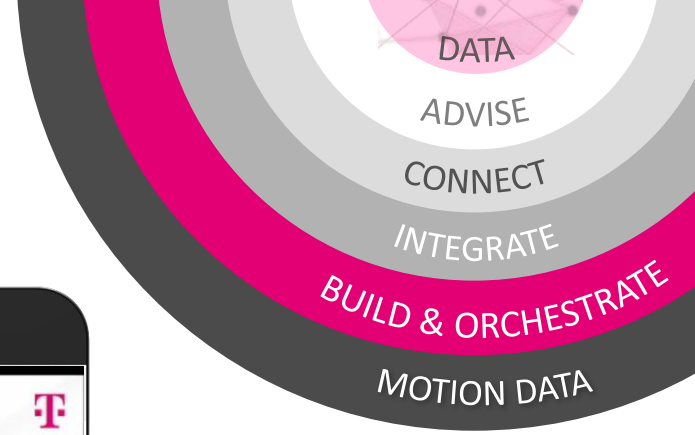 DATA
ADVISE
CONNECT
INTEGRATE
BUILD & ORCHESTRATE
MOTION DATA
T